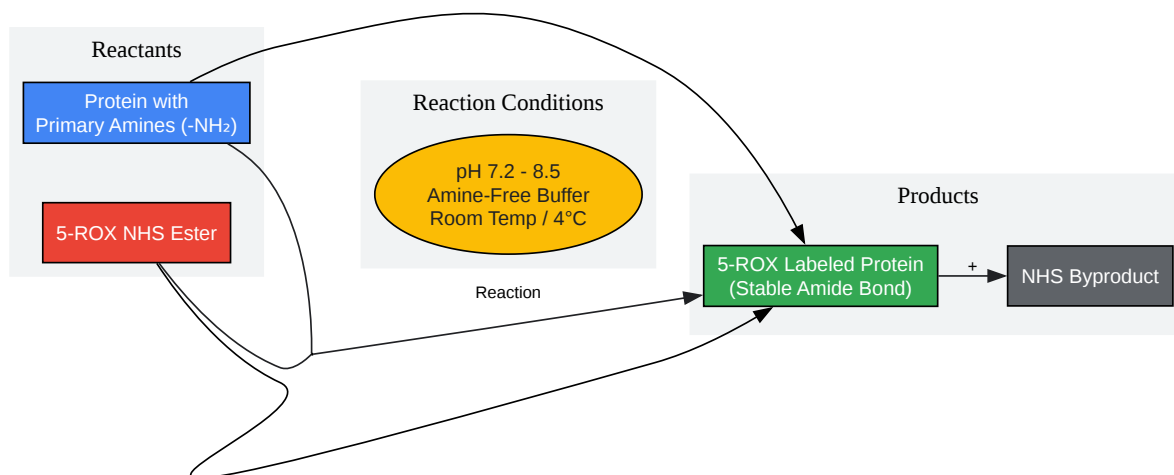 Reactants
Protein with
Primary Amines (-NH₂)
5-ROX NHS Ester
Reaction Conditions
pH 7.2 - 8.5
Amine-Free Buffer
Room Temp / 4°C
Reaction
Products
5-ROX Labeled Protein
(Stable Amide Bond)
+
NHS Byproduct